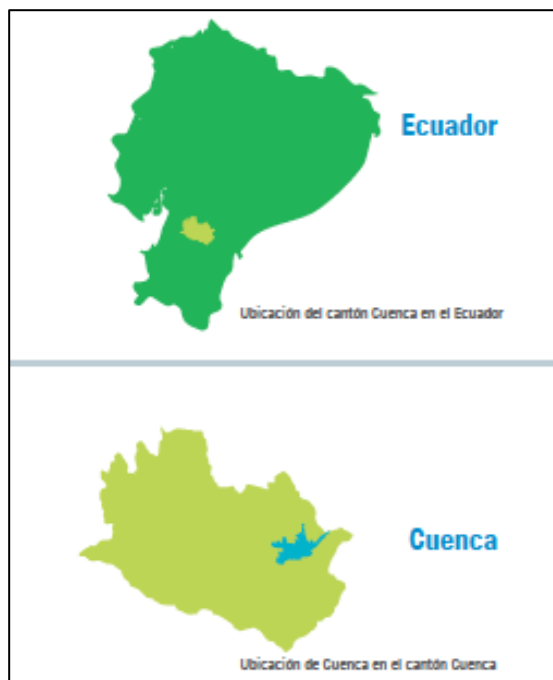 Ecuador
Ubicación del cantón Cuenca en el Ecuador
Cuenca
Ubicación de Cuenca en el cantón Cuenca